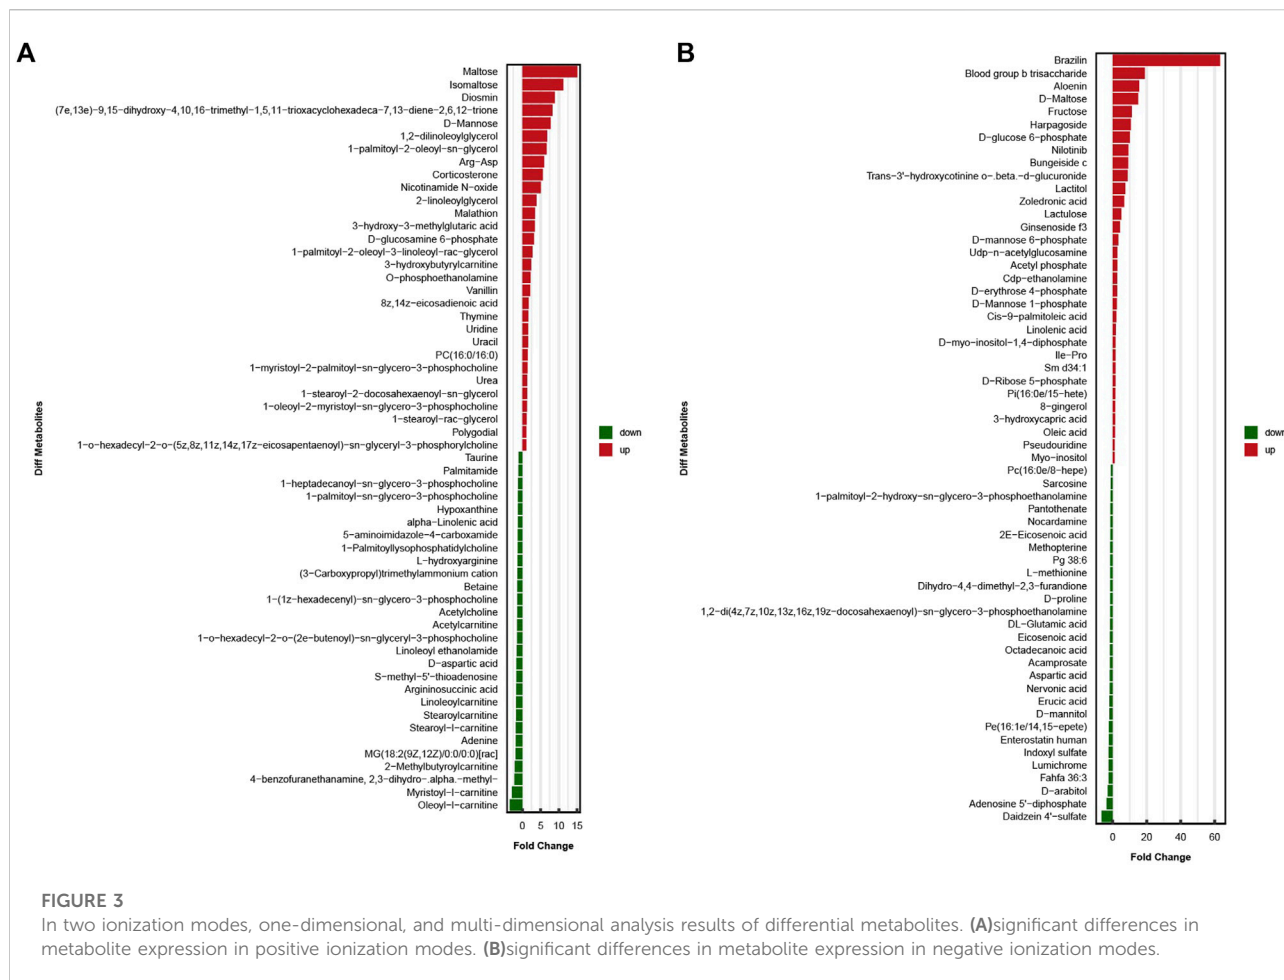 A
Maltose
Isomaltose
Diosmin
(7e,13e)−9,15−dihydroxy−4,10,16−trimethyl−1,5,11−trioxacyclohexadeca−7,13−diene−2,6,12−trione
D−Mannose
1,2−dilinoleoylglycerol
1−palmitoyl−2−oleoyl−sn−glycerol
Arg−Asp
Corticosterone
Nicotinamide N−oxide
2−linoleoylglycerol
Malathion
3−hydroxy−3−methylglutaric acid
D−glucosamine 6−phosphate
1−palmitoyl−2−oleoyl−3−linoleoyl−rac−glycerol
3−hydroxybutyrylcarnitine
O−phosphoethanolamine
Vanillin
8z,14z−eicosadienoic acid
Thymine
Uridine
Uracil
PC(16:0/16:0)
1−myristoyl−2−palmitoyl−sn−glycero−3−phosphocholine
Urea
1−stearoyl−2−docosahexaenoyl−sn−glycerol
1−oleoyl−2−myristoyl−sn−glycero−3−phosphocholine
1−stearoyl−rac−glycerol
Polygodial
1−o−hexadecyl−2−o−(5z,8z,11z,14z,17z−eicosapentaenoyl)−sn−glyceryl−3−phosphorylcholine
Taurine
Palmitamide
1−heptadecanoyl−sn−glycero−3−phosphocholine
1−palmitoyl−sn−glycero−3−phosphocholine
Hypoxanthine
alpha−Linolenic acid
5−aminoimidazole−4−carboxamide
1−Palmitoyllysophosphatidylcholine
L−hydroxyarginine
(3−Carboxypropyl)trimethylammonium cation
Betaine
1−(1z−hexadecenyl)−sn−glycero−3−phosphocholine
Acetylcholine
Acetylcarnitine
1−o−hexadecyl−2−o−(2e−butenoyl)−sn−glyceryl−3−phosphocholine
Linoleoyl ethanolamide
D−aspartic acid
S−methyl−5'−thioadenosine
Argininosuccinic acid
Linoleoylcarnitine
Stearoylcarnitine
Stearoyl−l−carnitine
Adenine
MG(18:2(9Z,12Z)/0:0/0:0)[rac]
2−Methylbutyroylcarnitine
4−benzofuranethanamine, 2,3−dihydro−.alpha.−methyl−
Myristoyl−l−carnitine
Oleoyl−l−carnitine
0 5 10 15
Fold Change
Diff Metabolites
down
up
B
Brazilin
Blood group b trisaccharide
Aloenin
D−Maltose
Fructose
Harpagoside
D−glucose 6−phosphate
Nilotinib
Bungeiside c
Trans−3'−hydroxycotinine o−.beta.−d−glucuronide
Lactitol
Zoledronic acid
Lactulose
Ginsenoside f3
D−mannose 6−phosphate
Udp−n−acetylglucosamine
Acetyl phosphate
Cdp−ethanolamine
D−erythrose 4−phosphate
D−Mannose 1−phosphate
Cis−9−palmitoleic acid
Linolenic acid
D−myo−inositol−1,4−diphosphate
Ile−Pro
Sm d34:1
D−Ribose 5−phosphate
Pi(16:0e/15−hete)
8−gingerol
3−hydroxycapric acid
Oleic acid
Pseudouridine
Myo−inositol
Pc(16:0e/8−hepe)
Sarcosine
1−palmitoyl−2−hydroxy−sn−glycero−3−phosphoethanolamine
Pantothenate
Nocardamine
2E−Eicosenoic acid
Methopterine
Pg 38:6
L−methionine
Dihydro−4,4−dimethyl−2,3−furandione
D−proline
1,2−di(4z,7z,10z,13z,16z,19z−docosahexaenoyl)−sn−glycero−3−phosphoethanolamine
DL−Glutamic acid
Eicosenoic acid
Octadecanoic acid
Acamprosate
Aspartic acid
Nervonic acid
Erucic acid
D−mannitol
Pe(16:1e/14,15−epete)
Enterostatin human
Indoxyl sulfate
Lumichrome
Fahfa 36:3
D−arabitol
Adenosine 5'−diphosphate
Daidzein 4'−sulfate
0 20 40 60
Fold Change
Diff Metabolites
down
up
FIGURE 3
In two ionization modes, one-dimensional, and multi-dimensional analysis results of differential metabolites. (A)significant differences in
metabolite expression in positive ionization modes. (B)significant differences in metabolite expression in negative ionization modes.